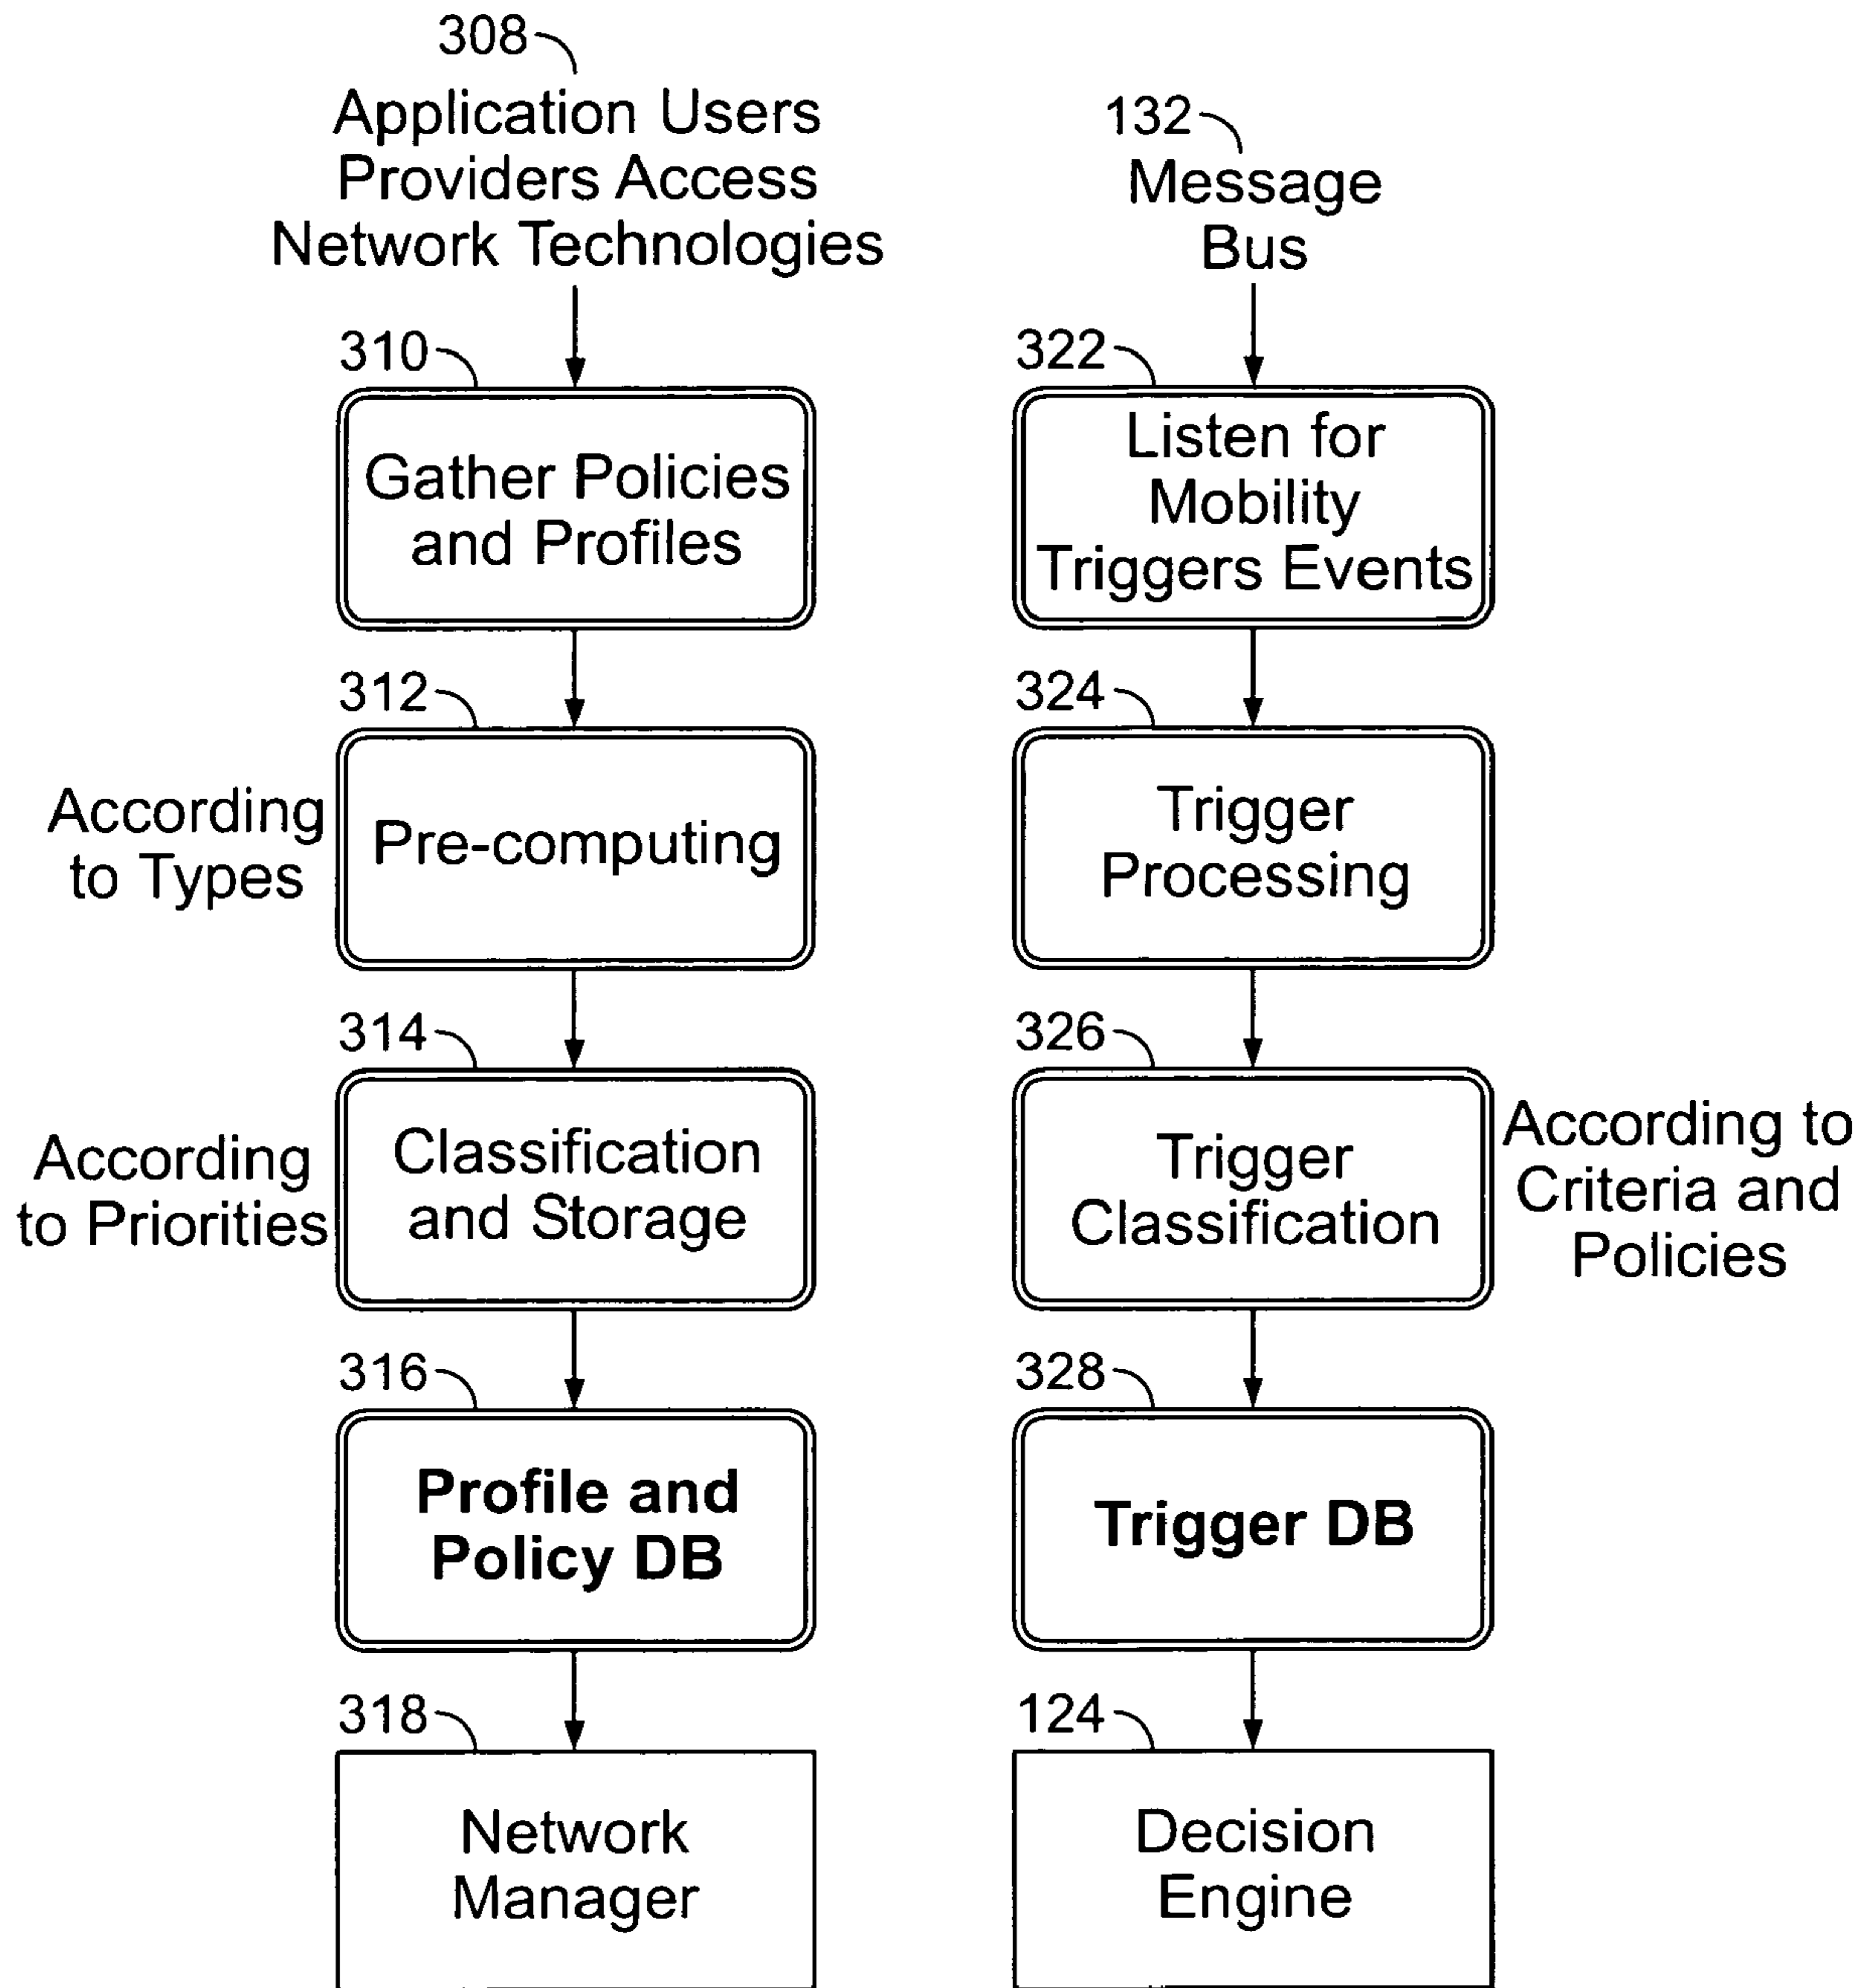 308
Application Users
Providers Access
Network Technologies
310
Gather Policies
and Profiles
312
According
to Types
Pre-computing
314
According
to Priorities
Classification
and Storage
316
Profile and
Policy DB
318
Network
Manager
132
Message
Bus
322
Listen for
Mobility
Triggers Events
324
Trigger
Processing
326
Trigger
Classification
According to
Criteria and
Policies
328
Trigger DB
124
Decision
Engine